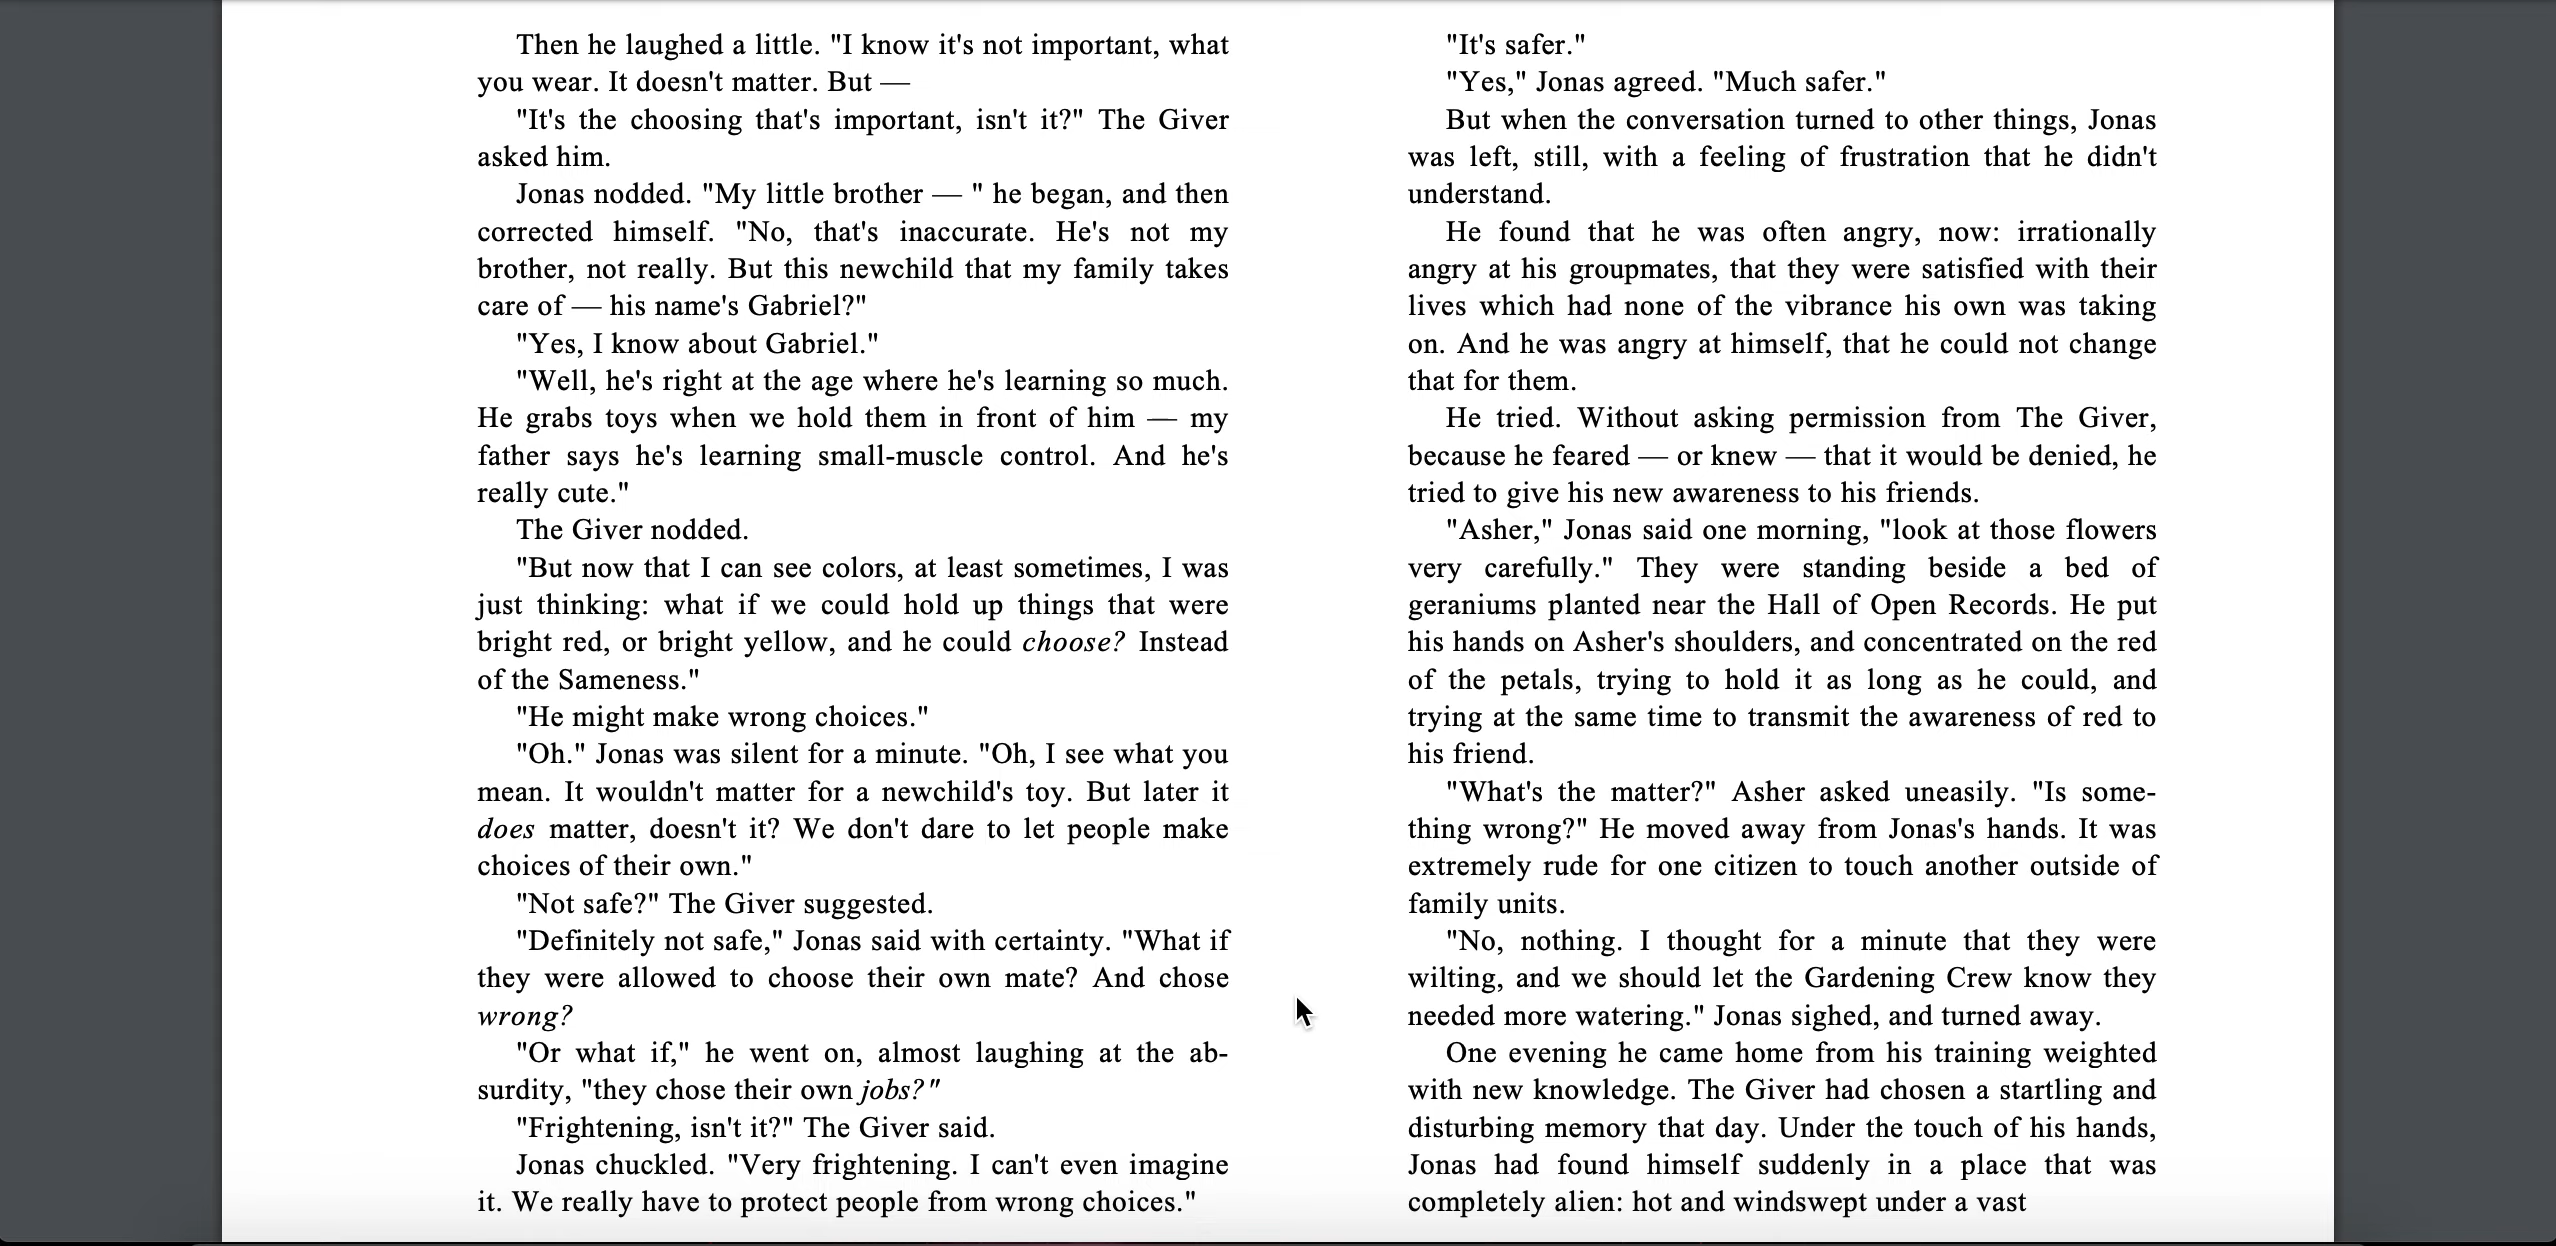 Then he laughed a little. "I know it's not important, what
you wear. It doesn't matter. But —
"It's the choosing that's important, isn't it?" The Giver
asked him.
Jonas nodded. "My little brother — " he began, and then
corrected himself. "No, that's inaccurate. He's not my
brother, not really. But this newchild that my family takes
care of — his name's Gabriel?"
"Yes, I know about Gabriel."
"Well, he's right at the age where he's learning so much.
He grabs toys when we hold them in front of him — my
father says he's learning small-muscle control. And he's
really cute."
The Giver nodded.
"But now that I can see colors, at least sometimes, I was
just thinking: what if we could hold up things that were
bright red, or bright yellow, and he could choose? Instead
of the Sameness."
"He might make wrong choices."
"Oh." Jonas was silent for a minute. "Oh, I see what you
mean. It wouldn't matter for a newchild's toy. But later it
does matter, doesn't it? We don't dare to let people make
choices of their own."
"Not safe?" The Giver suggested.
"Definitely not safe," Jonas said with certainty. "What if
they were allowed to choose their own mate? And chose
wrong?
"Or what if," he went on, almost laughing at the ab-
surdity, "they chose their own jobs?"
"Frightening, isn't it?" The Giver said.
Jonas chuckled. "Very frightening. I can't even imagine
it. We really have to protect people from wrong choices."
"It's safer."
"Yes," Jonas agreed. "Much safer."
But when the conversation turned to other things, Jonas
was left, still, with a feeling of frustration that he didn't
understand.
He found that he was often angry, now: irrationally
angry at his groupmates, that they were satisfied with their
lives which had none of the vibrance his own was taking
on. And he was angry at himself, that he could not change
that for them.
He tried. Without asking permission from The Giver,
because he feared — or knew — that it would be denied, he
tried to give his new awareness to his friends.
"Asher," Jonas said one morning, "look at those flowers
very carefully." They were standing beside a bed of
geraniums planted near the Hall of Open Records. He put
his hands on Asher's shoulders, and concentrated on the red
of the petals, trying to hold it as long as he could, and
trying at the same time to transmit the awareness of red to
his friend.
"What's the matter?" Asher asked uneasily. "Is some-
thing wrong?" He moved away from Jonas's hands. It was
extremely rude for one citizen to touch another outside of
family units.
"No, nothing. I thought for a minute that they were
wilting, and we should let the Gardening Crew know they
needed more watering." Jonas sighed, and turned away.
One evening he came home from his training weighted
with new knowledge. The Giver had chosen a startling and
disturbing memory that day. Under the touch of his hands,
Jonas had found himself suddenly in a place that was
completely alien: hot and windswept under a vast